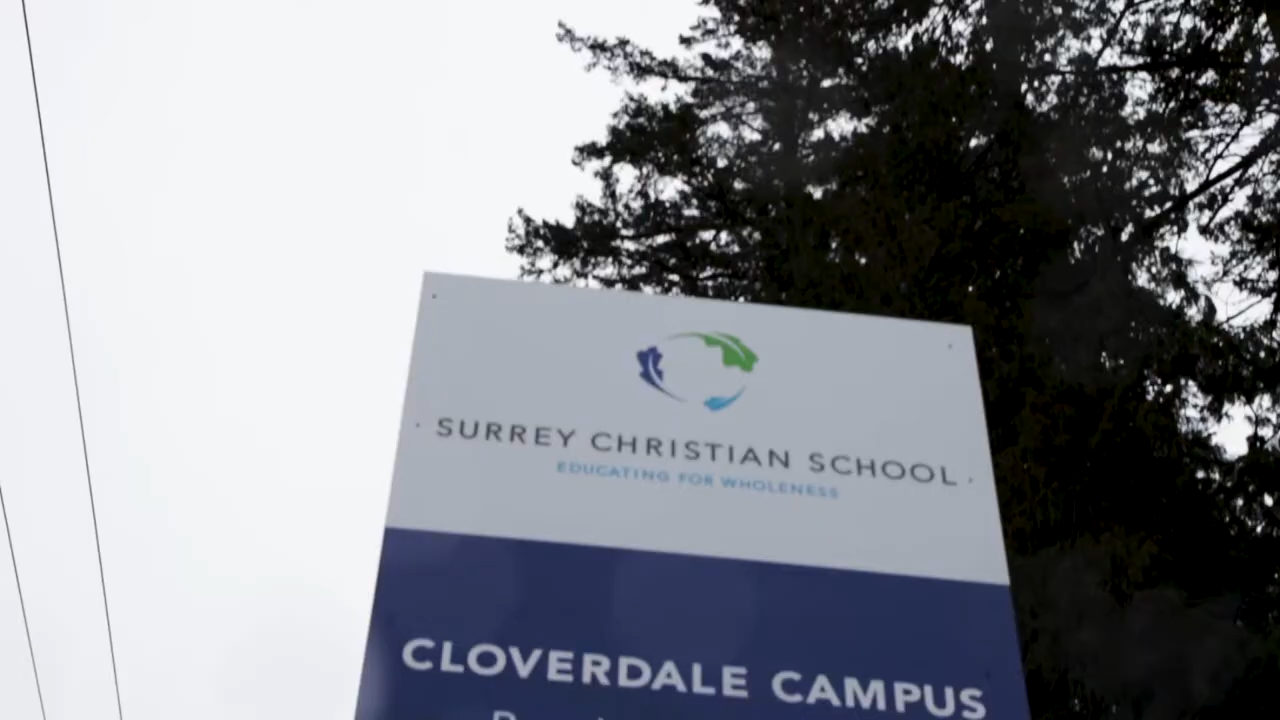 SURREY CHRISTIAN SCHOOL
EDUCATING FOR WHOLENESS
CLOVERDALE CAMPUS